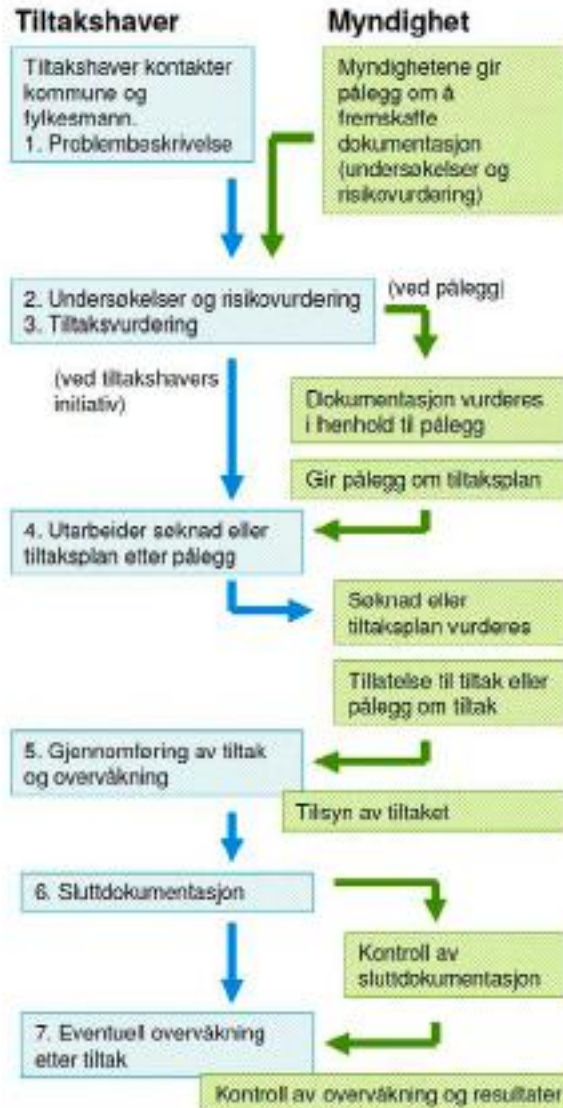 Tiltakshaver
Myndighet
Tiltakshaver kontakter
kommune og
fylkesmann.
1. Problembeskrivelse
Myndighetene gir
pålegg om å
fremskaffe
dokumentasjon
(undersøkelser og
risikovurdering)
2. Undersøkelser og risikovurdering
3. Tiltaksvurdering
(ved pålegg)
(ved tiltakshavers
initiativ)
Dokumentasjon vurderes
i henhold til pålegg
Gir pålegg om tiltaksplan
4. Utarbeider søknad eller
tiltaksplan etter pålegg
Søknad eller
tiltaksplan vurderes
Tillatelse til tiltak eller
pålegg om tiltak
5. Gjennomføring av tiltak
og overvåkning
Tilsyn av tiltaket
6. Sluttdokumentasjon
Kontroll av
sluttdokumentasjon
7. Eventuell overvåkning
etter tiltak
Kontroll av overvåkning og resultater